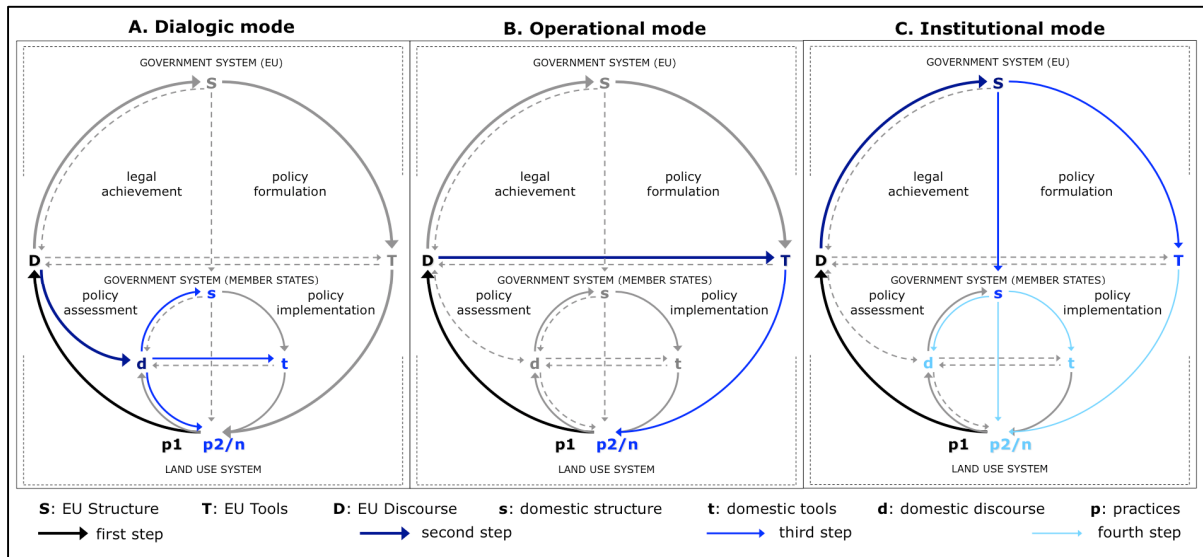 A. Dialogic mode
GOVERNMENT SYSTEM (EU)
S
legal
achievement
policy
formulation
D
T
GOVERNMENT SYSTEM (MEMBER STATES)
policy
assessment
s
policy
implementation
d
t
p1 p2/n
LAND USE SYSTEM
B. Operational mode
GOVERNMENT SYSTEM (EU)
S
legal
achievement
policy
formulation
D
T
GOVERNMENT SYSTEM (MEMBER STATES)
policy
assessment
s
policy
implementation
d
t
p1 p2/n
LAND USE SYSTEM
C. Institutional mode
GOVERNMENT SYSTEM (EU)
S
legal
achievement
policy
formulation
D
T
GOVERNMENT SYSTEM (MEMBER STATES)
policy
assessment
s
policy
implementation
d
t
p1 p2/n
LAND USE SYSTEM
S: EU Structure T: EU Tools D: EU Discourse s: domestic structure t: domestic tools d: domestic discourse p: practices
first step second step third step fourth step